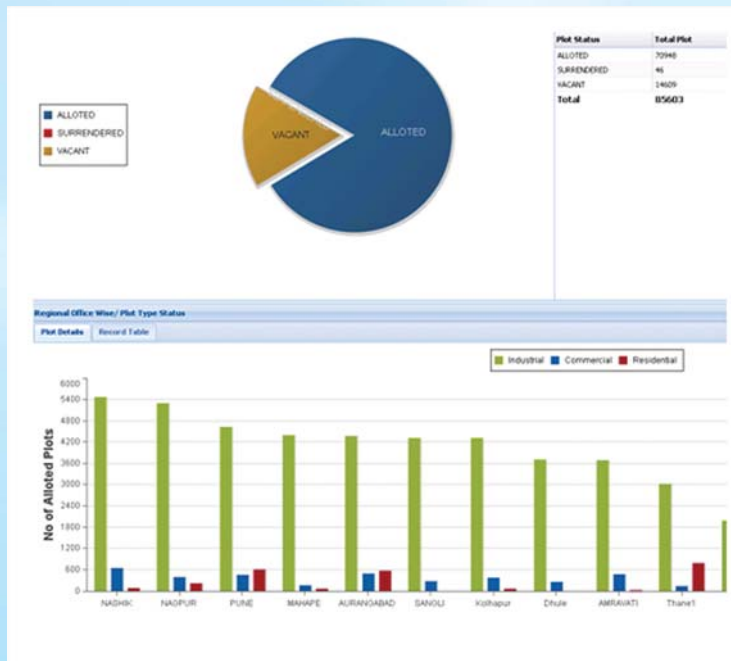 ALLOTED
SURRENDERED
VACANT
VACANT
ALLOTED
Plot Status Total Plot
ALLOTED 70948
SURRENDERED 46
VACANT 14609
Total 85603
Regional Office Wise/ Plot Type Status
Plot Details Record Table
Industrial Commercial Residential
No of Alloted Plots
6000
5400
4800
4200
3600
3000
2400
1800
1200
600
0
NASHIK NAGPUR PUNE MAHAPE AURANGABAD SANGLI Kolhapur Dhule AMRAVATI Thane1